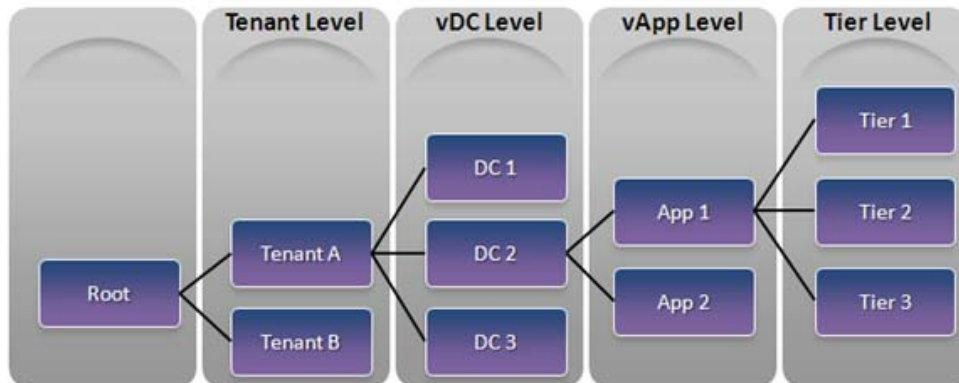 Tenant Level
vDC Level
vApp Level
Tier Level
Root
Tenant A
Tenant B
DC 1
DC 2
DC 3
App 1
App 2
Tier 1
Tier 2
Tier 3